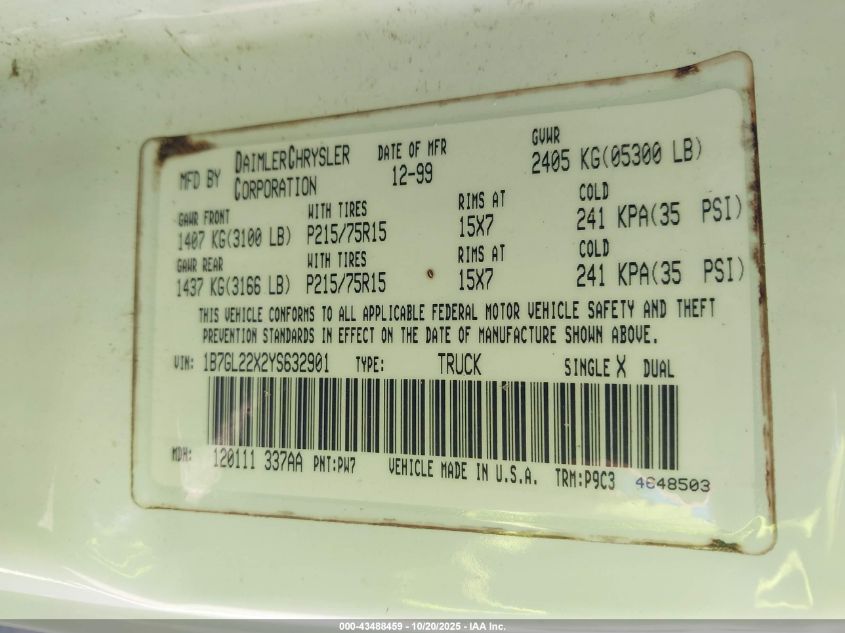 MFD BY DAIMLERCHRYSLER CORPORATION
DATE OF MFR 12-99
GVWR 2405 KG(05300 LB)
GAWR FRONT WITH TIRES RIMS AT COLD
1407 KG(3100 LB) P215/75R15 15X7 241 KPA(35 PSI)
GAWR REAR WITH TIRES RIMS AT COLD
1437 KG(3166 LB) P215/75R15 15X7 241 KPA(35 PSI)
THIS VEHICLE CONFORMS TO ALL APPLICABLE FEDERAL MOTOR VEHICLE SAFETY AND THEFT
PREVENTION STANDARDS IN EFFECT ON THE DATE OF MANUFACTURE SHOWN ABOVE.
VIN: 1B7GL22X2YS632901 TYPE: TRUCK SINGLE X DUAL
MDH: 120111 337AA PNT:PW7 VEHICLE MADE IN U.S.A. TRM:P9C3 4648503
000-43488459 - 10/20/2025 - IAA Inc.